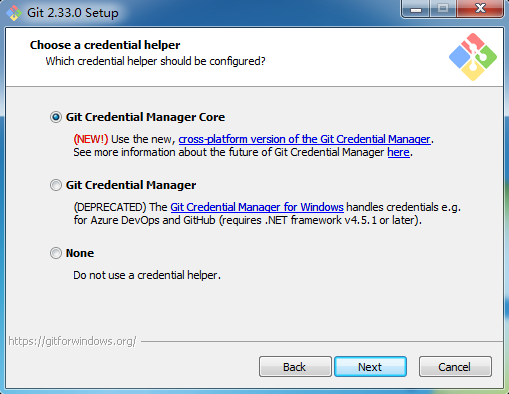 Git 2.33.0 Setup
Choose a credential helper
Which credential helper should be configured?
Git Credential Manager Core
(NEW!) Use the new, cross-platform version of the Git Credential Manager.
See more information about the future of Git Credential Manager here.
Git Credential Manager
(DEPRECATED) The Git Credential Manager for Windows handles credentials e.g.
for Azure DevOps and GitHub (requires .NET framework v4.5.1 or later).
None
Do not use a credential helper.
https://gitforwindows.org/
Back
Next
Cancel